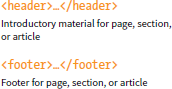 <header>…</header>
Introductory material for page, section,
or article
<footer>…</footer>
Footer for page, section, or article